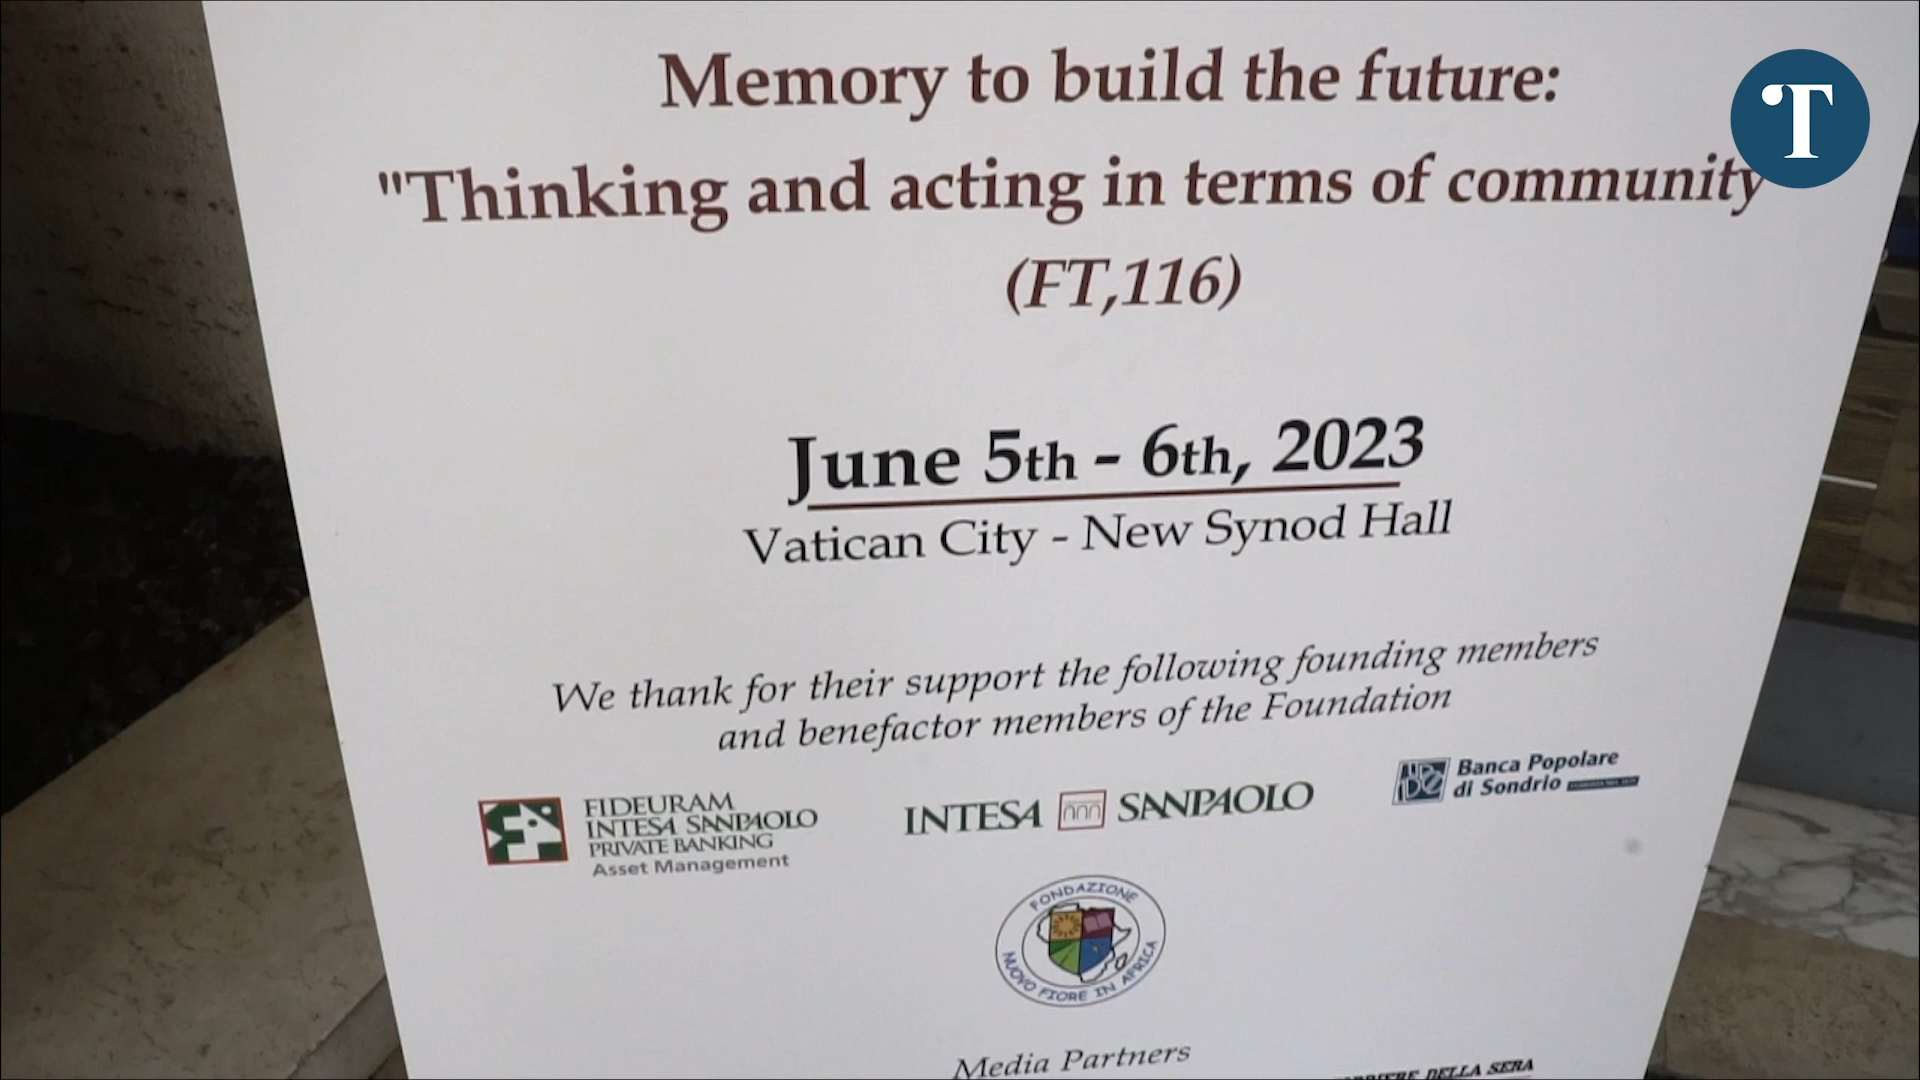 Memory to build the future:
"Thinking and acting in terms of community
(FT,116)
June 5th - 6th, 2023
Vatican City - New Synod Hall
We thank for their support the following founding members
and benefactor members of the Foundation
FIDEURAM
INTESA SANPAOLO
PRIVATE BANKING
Asset Management
INTESA SANPAOLO
Banca Popolare
di Sondrio
FONDAZIONE
NUOVO FIORE IN AFRICA
Media Partners
CORRIERE DELLA SERA
T